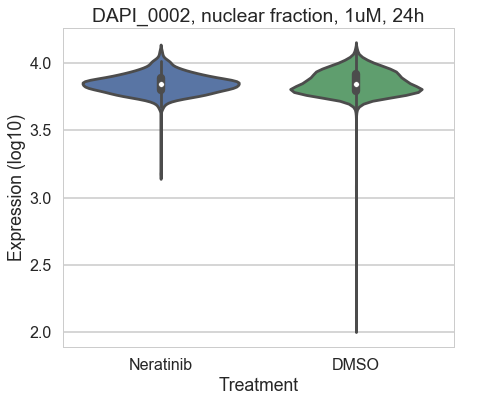 DAPI_0002, nuclear fraction, 1uM, 24h
Expression (log10)
4.0
3.5
3.0
2.5
2.0
Neratinib
DMSO
Treatment